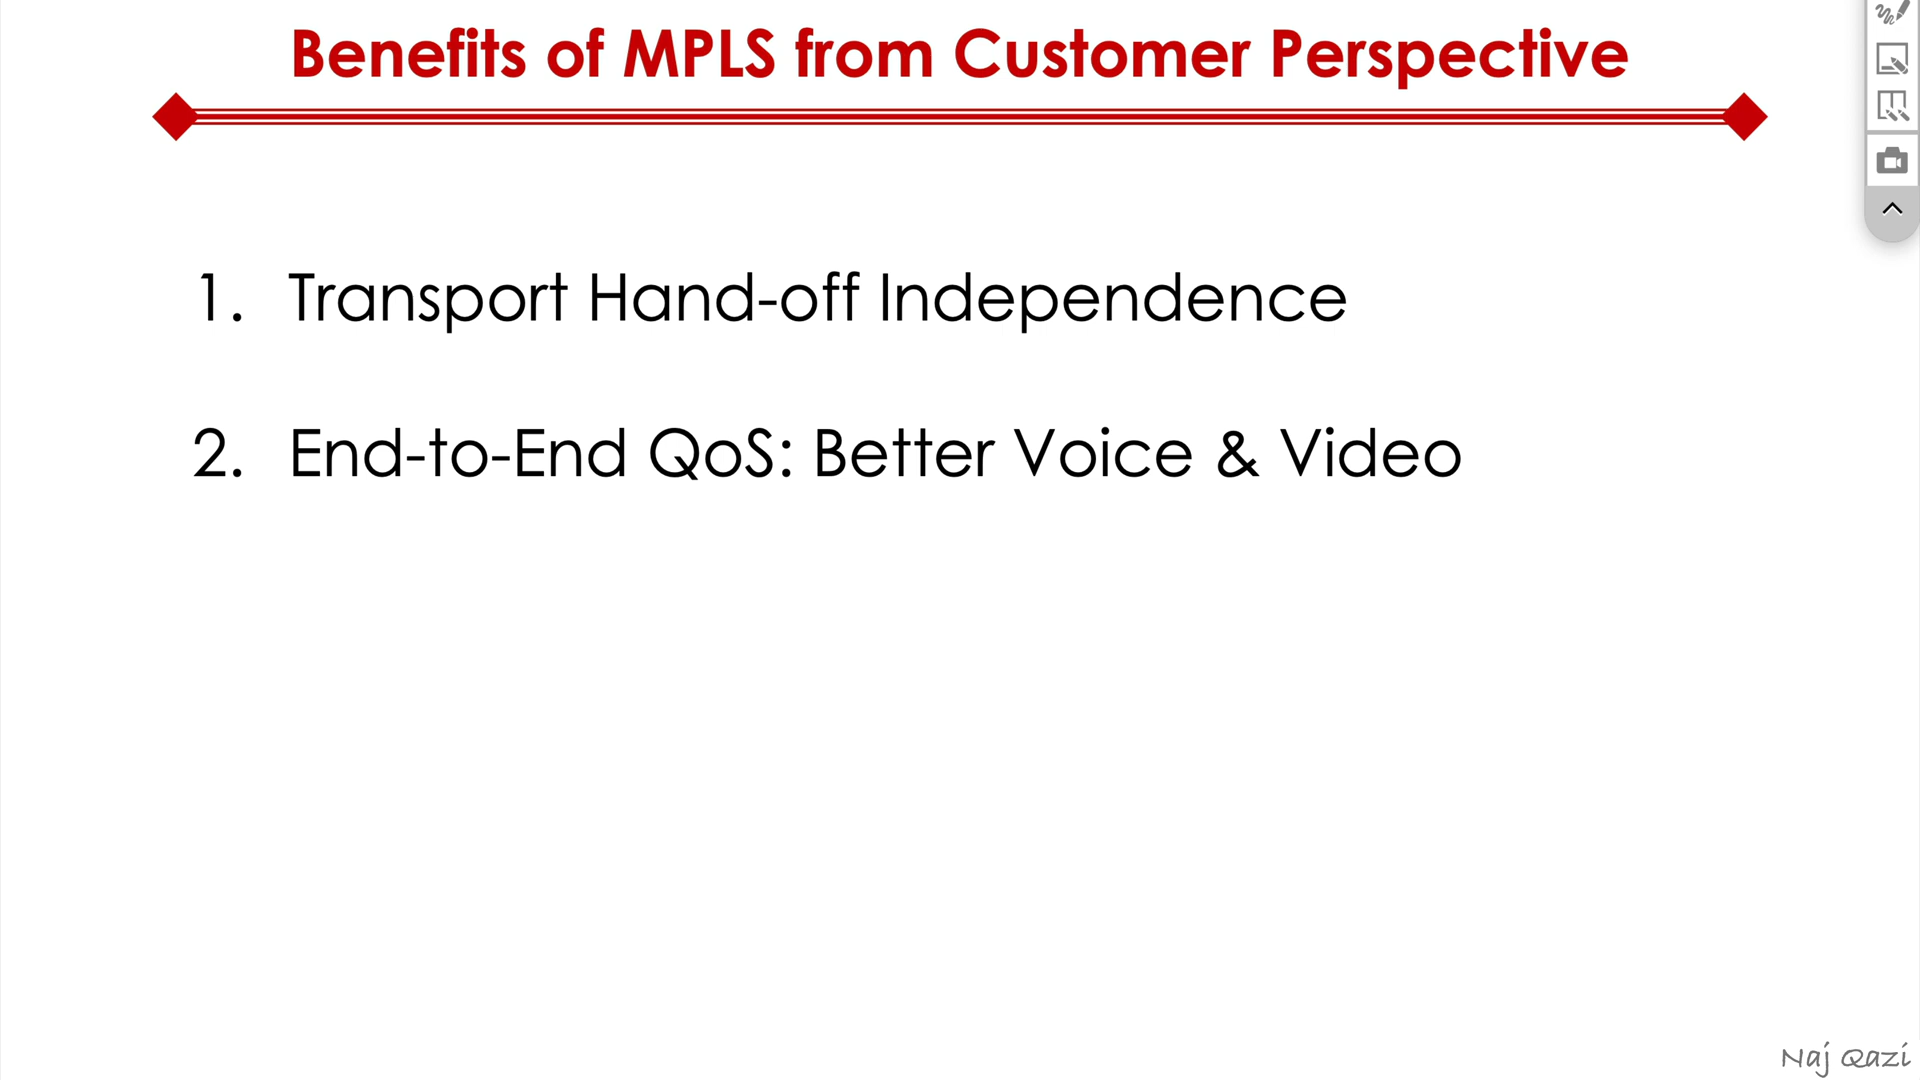 Benefits of MPLS from Customer Perspective
1. Transport Hand-off Independence
2. End-to-End QoS: Better Voice & Video
Naj Qazi